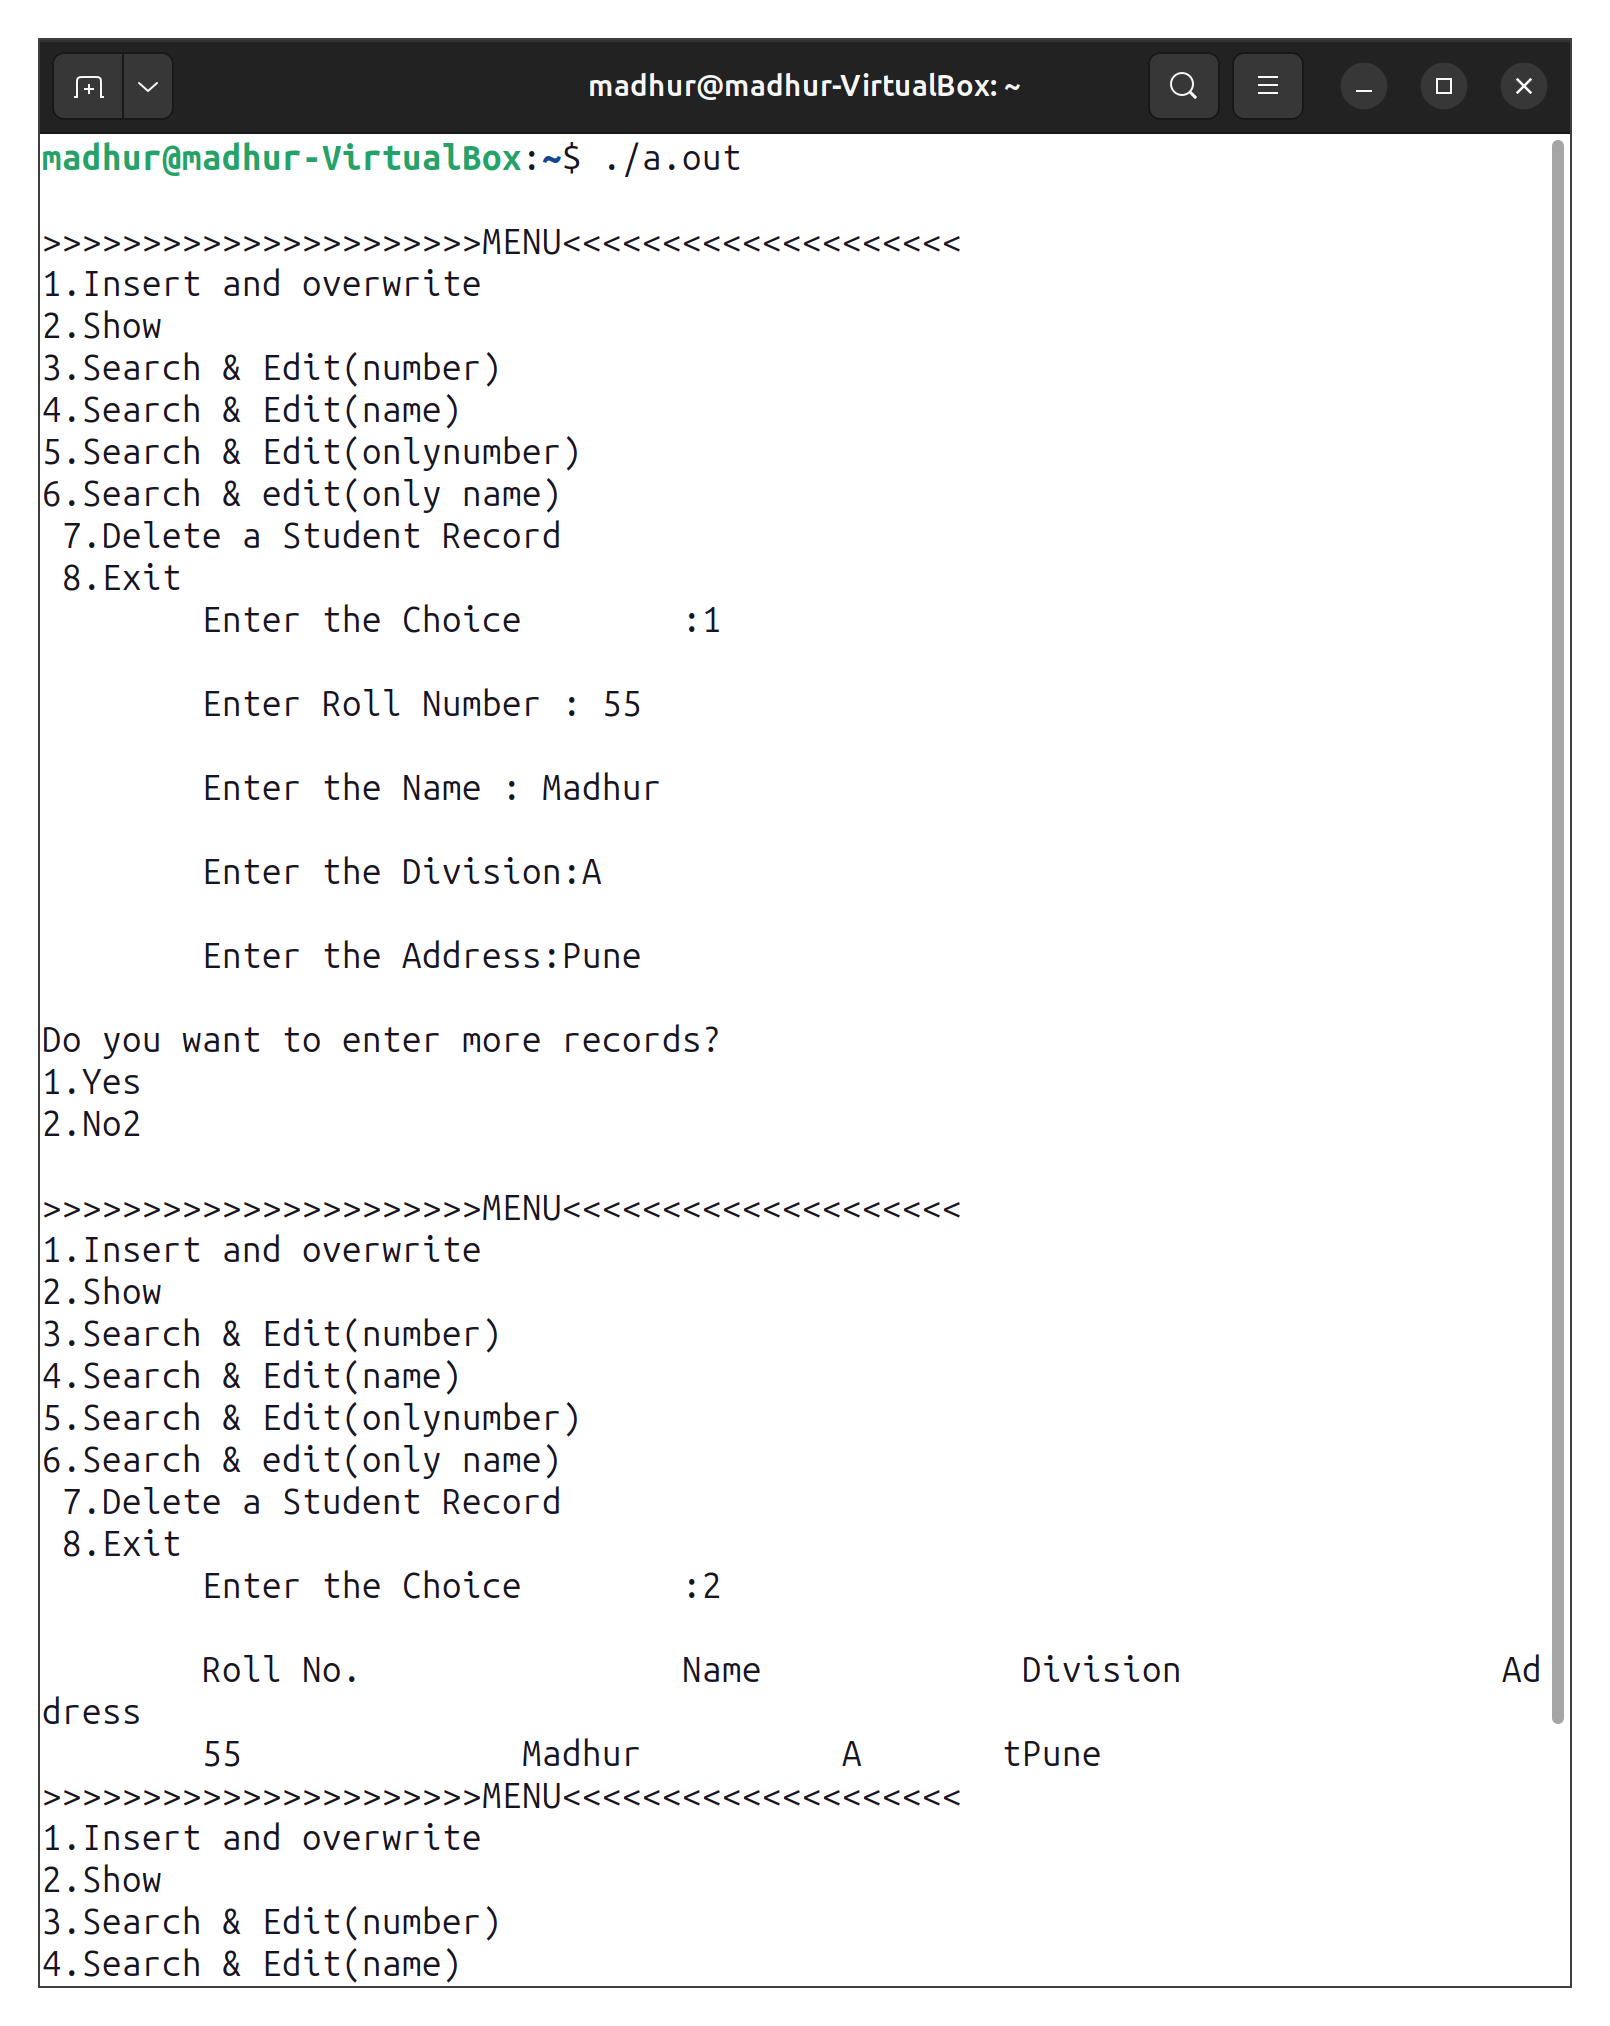 madhur@madhur-VirtualBox: ~
madhur@madhur-VirtualBox:~$ ./a.out
>>>>>>>>>>>>>>>>>>>>>>MENU<<<<<<<<<<<<<<<<<<<<
1.Insert and overwrite
2.Show
3.Search & Edit(number)
4.Search & Edit(name)
5.Search & Edit(onlynumber)
6.Search & edit(only name)
7.Delete a Student Record
8.Exit
Enter the Choice :1
Enter Roll Number : 55
Enter the Name : Madhur
Enter the Division:A
Enter the Address:Pune
Do you want to enter more records?
1.Yes
2.No2
>>>>>>>>>>>>>>>>>>>>>>MENU<<<<<<<<<<<<<<<<<<<<
1.Insert and overwrite
2.Show
3.Search & Edit(number)
4.Search & Edit(name)
5.Search & Edit(onlynumber)
6.Search & edit(only name)
7.Delete a Student Record
8.Exit
Enter the Choice :2
Roll No. Name Division Ad
dress
55 Madhur A tPune
>>>>>>>>>>>>>>>>>>>>>>MENU<<<<<<<<<<<<<<<<<<<<
1.Insert and overwrite
2.Show
3.Search & Edit(number)
4.Search & Edit(name)